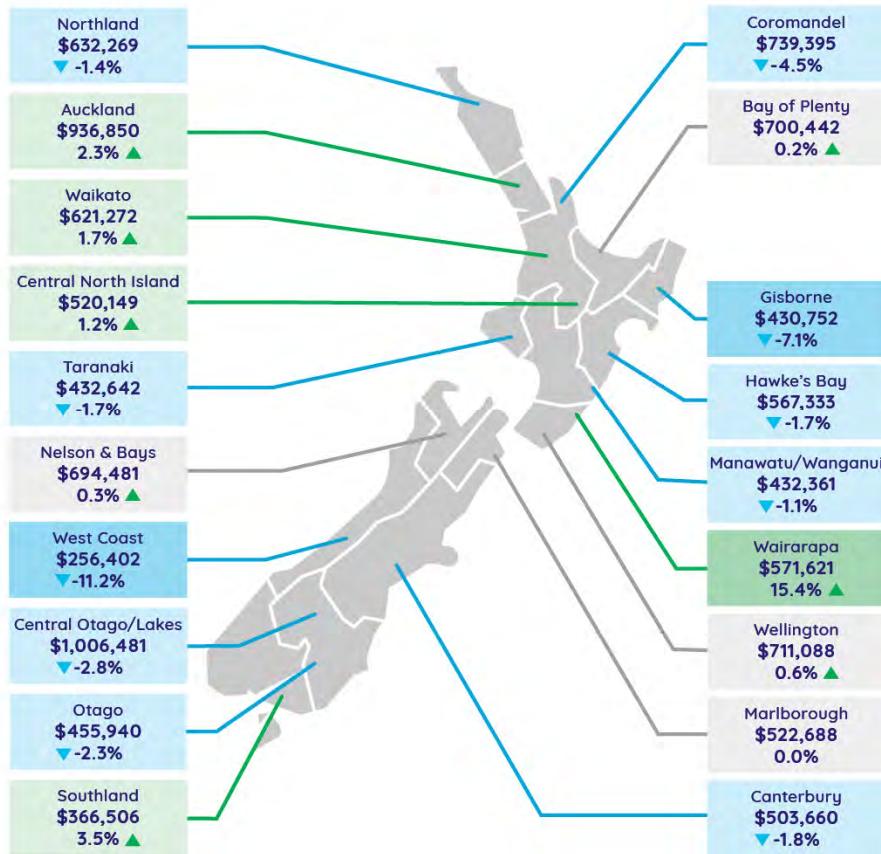 Northland
$632,269
▼ -1.4%
Auckland
$936,850
2.3% ▲
Waikato
$621,272
1.7% ▲
Central North Island
$520,149
1.2% ▲
Taranaki
$432,642
▼ -1.7%
Nelson & Bays
$694,481
0.3% ▲
West Coast
$256,402
▼ -11.2%
Central Otago/Lakes
$1,006,481
▼ -2.8%
Otago
$455,940
▼ -2.3%
Southland
$366,506
3.5% ▲
Coromandel
$739,395
▼ -4.5%
Bay of Plenty
$700,442
0.2% ▲
Gisborne
$430,752
▼ -7.1%
Hawke's Bay
$567,333
▼ -1.7%
Manawatu/Wanganui
$432,361
▼ -1.1%
Wairarapa
$571,621
15.4% ▲
Wellington
$711,088
0.6% ▲
Marlborough
$522,688
0.0%
Canterbury
$503,660
▼ -1.8%